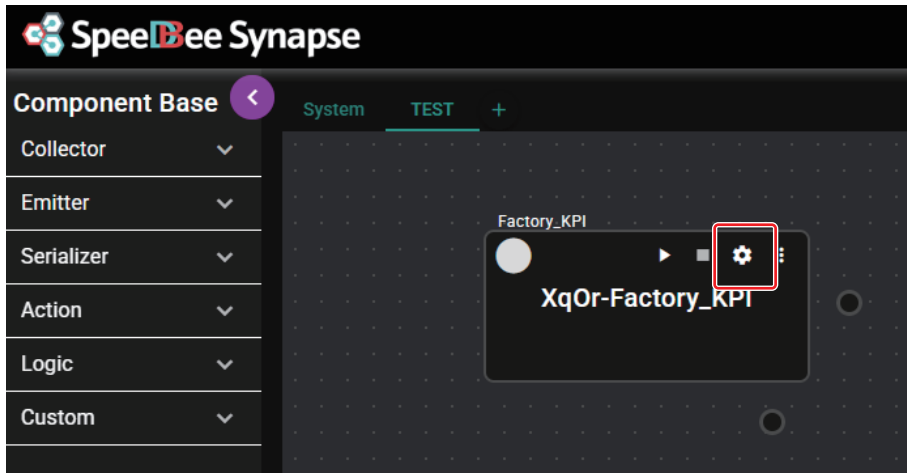 SpeeDBee Synapse
Component Base
System TEST +
Collector
Emitter
Serializer
Action
Logic
Custom
Factory_KPI
XqOr-Factory_KPI